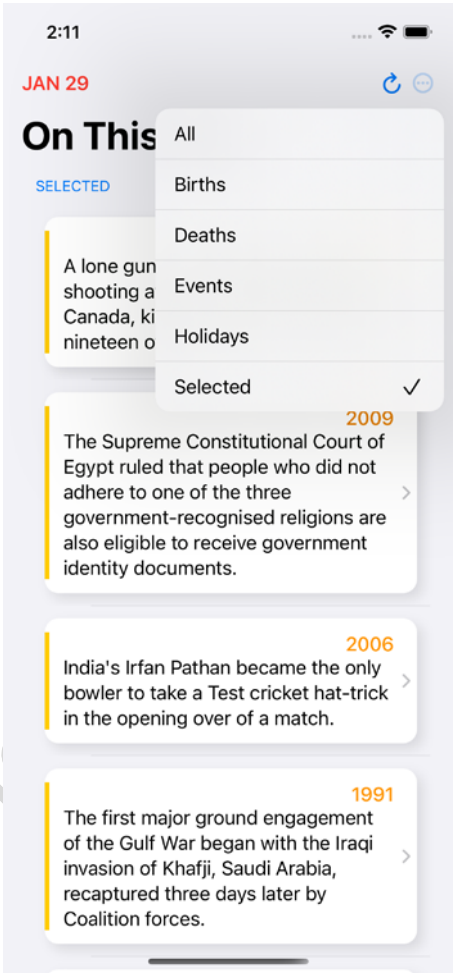 2:11
JAN 29
On This
SELECTED
All
Births
Deaths
Events
Holidays
Selected
A lone gun
shooting a
Canada, ki
nineteen o
2009
The Supreme Constitutional Court of
Egypt ruled that people who did not
adhere to one of the three
government-recognised religions are
also eligible to receive government
identity documents.
2006
India's Irfan Pathan became the only
bowler to take a Test cricket hat-trick
in the opening over of a match.
1991
The first major ground engagement
of the Gulf War began with the Iraqi
invasion of Khafji, Saudi Arabia,
recaptured three days later by
Coalition forces.